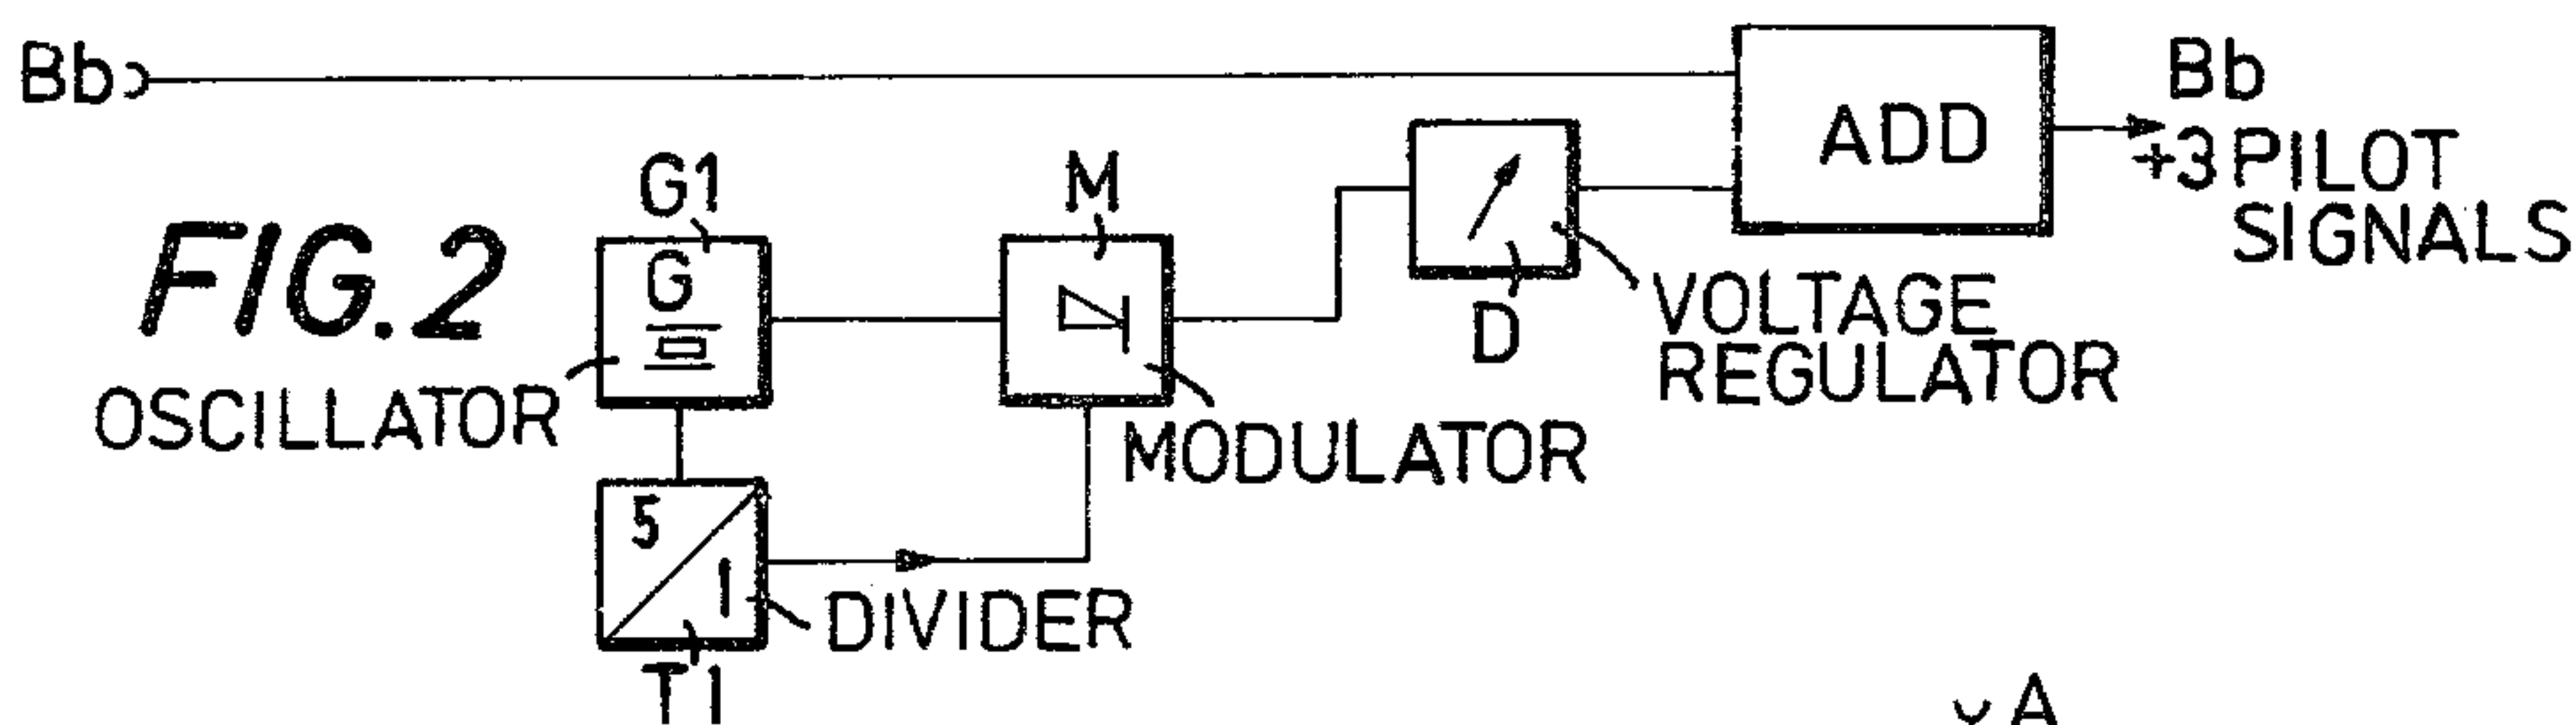 Bb
ADD
Bb
+3 PILOT
SIGNALS
FIG.2
G1
G
M
D
VOLTAGE
REGULATOR
OSCILLATOR
MODULATOR
5
1
DIVIDER
T1
A